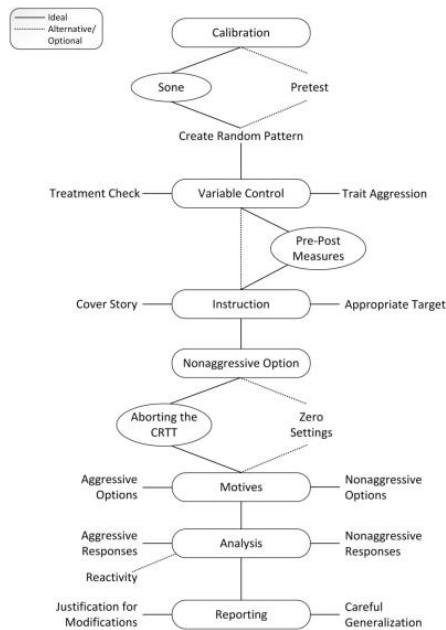 Ideal
Alternative/
Optional
Calibration
Sone
Pretest
Create Random Pattern
Treatment Check
Variable Control
Trait Aggression
Pre-Post
Measures
Cover Story
Instruction
Appropriate Target
Nonaggressive Option
Aborting the
CRTT
Zero
Settings
Aggressive
Options
Motives
Nonaggressive
Options
Aggressive
Responses
Analysis
Nonaggressive
Responses
Reactivity
Justification for
Modifications
Reporting
Careful
Generalization